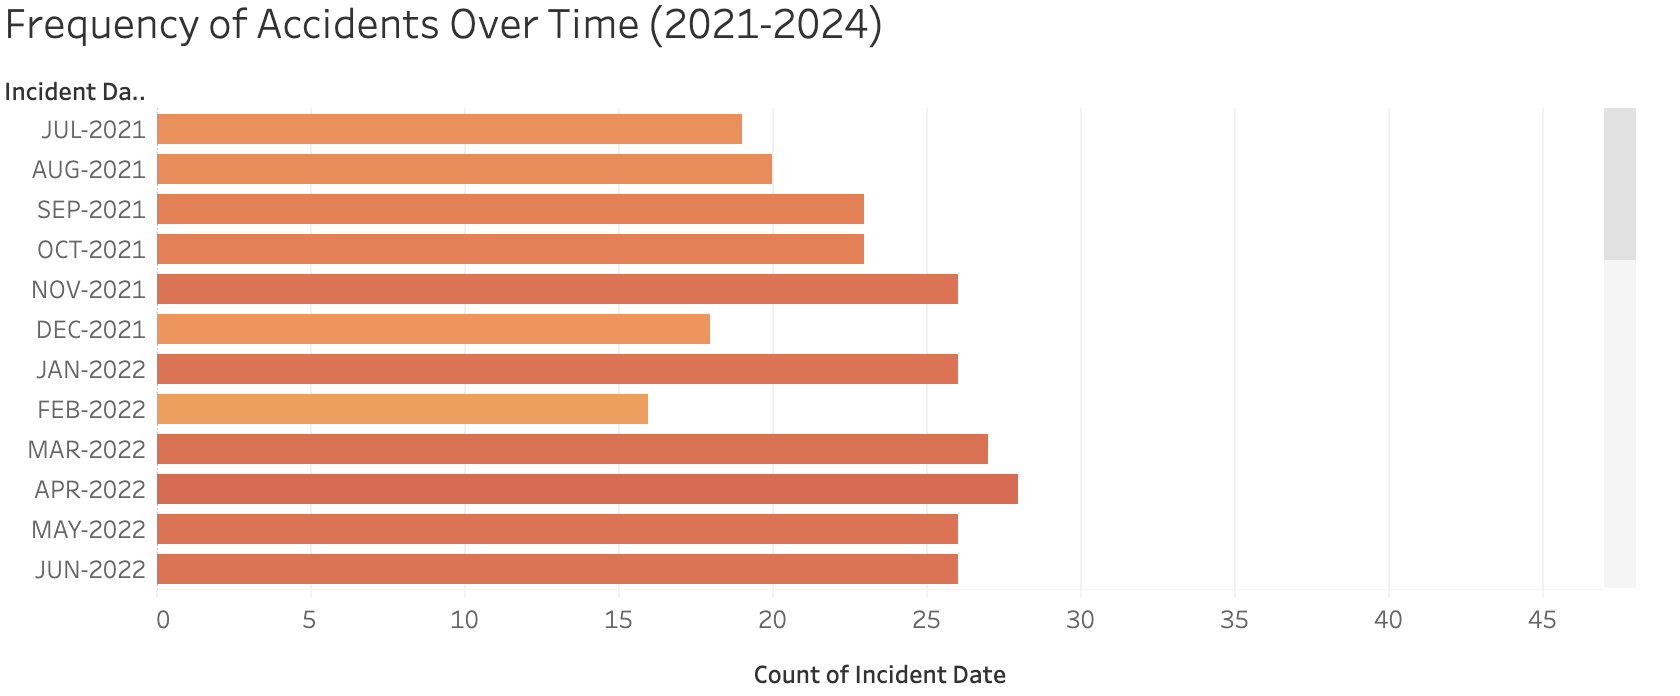 Frequency of Accidents Over Time (2021-2024)
Incident Da..
JUL-2021
AUG-2021
SEP-2021
OCT-2021
NOV-2021
DEC-2021
JAN-2022
FEB-2022
MAR-2022
APR-2022
MAY-2022
JUN-2022
0 5 10 15 20 25 30 35 40 45
Count of Incident Date